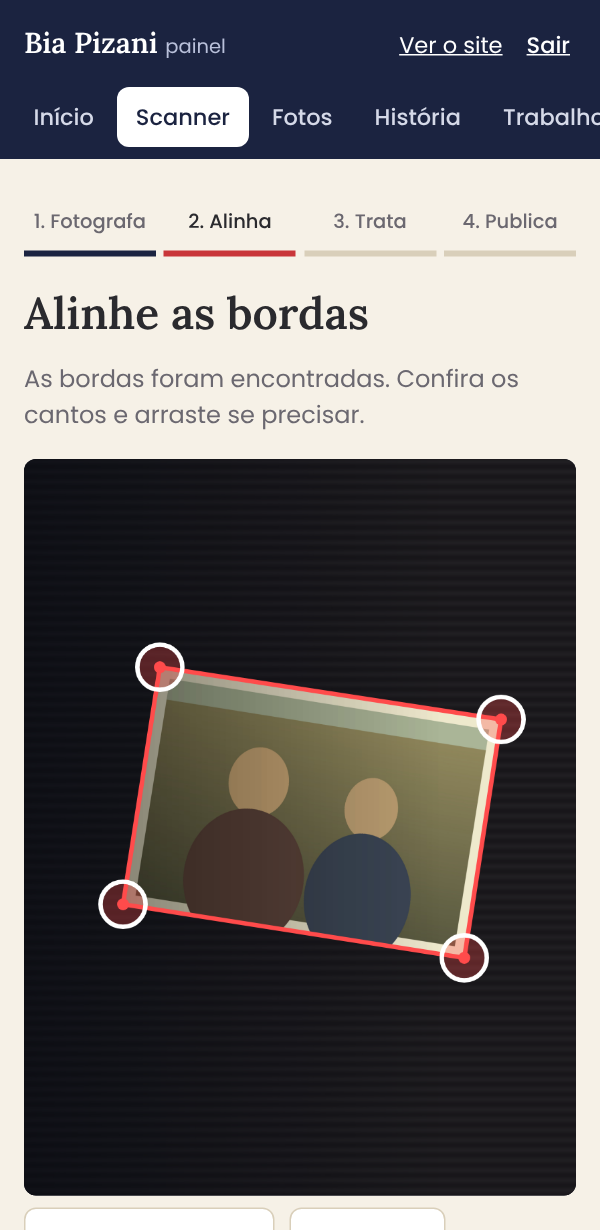 Bia Pizani painel
Ver o site Sair
Início Scanner Fotos História Trabalho
1. Fotografa 2. Alinha 3. Trata 4. Publica
Alinhe as bordas
As bordas foram encontradas. Confira os
cantos e arraste se precisar.